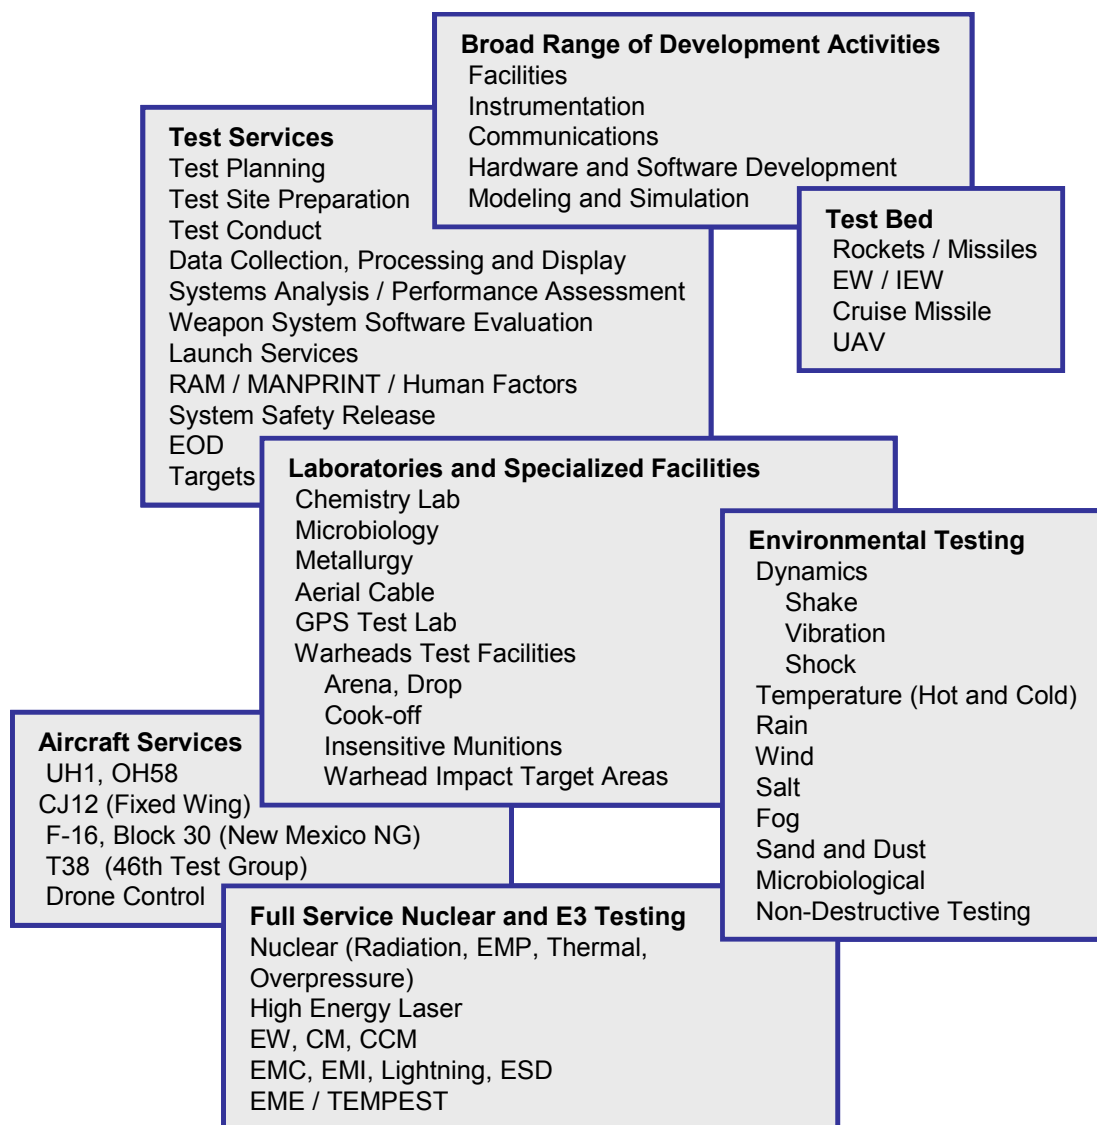 Broad Range of Development Activities
Facilities
Instrumentation
Communications
Hardware and Software Development
Modeling and Simulation
Test Services
Test Planning
Test Site Preparation
Test Conduct
Data Collection, Processing and Display
Systems Analysis / Performance Assessment
Weapon System Software Evaluation
Launch Services
RAM / MANPRINT / Human Factors
System Safety Release
EOD
Targets
Test Bed
Rockets / Missiles
EW / IEW
Cruise Missile
UAV
Laboratories and Specialized Facilities
Chemistry Lab
Microbiology
Metallurgy
Aerial Cable
GPS Test Lab
Warheads Test Facilities
Arena, Drop
Cook-off
Insensitive Munitions
Warhead Impact Target Areas
Environmental Testing
Dynamics
Shake
Vibration
Shock
Temperature (Hot and Cold)
Rain
Wind
Salt
Fog
Sand and Dust
Microbiological
Non-Destructive Testing
Aircraft Services
UH1, OH58
CJ12 (Fixed Wing)
F-16, Block 30 (New Mexico NG)
T38 (46th Test Group)
Drone Control
Full Service Nuclear and E3 Testing
Nuclear (Radiation, EMP, Thermal,
Overpressure)
High Energy Laser
EW, CM, CCM
EMC, EMI, Lightning, ESD
EME / TEMPEST